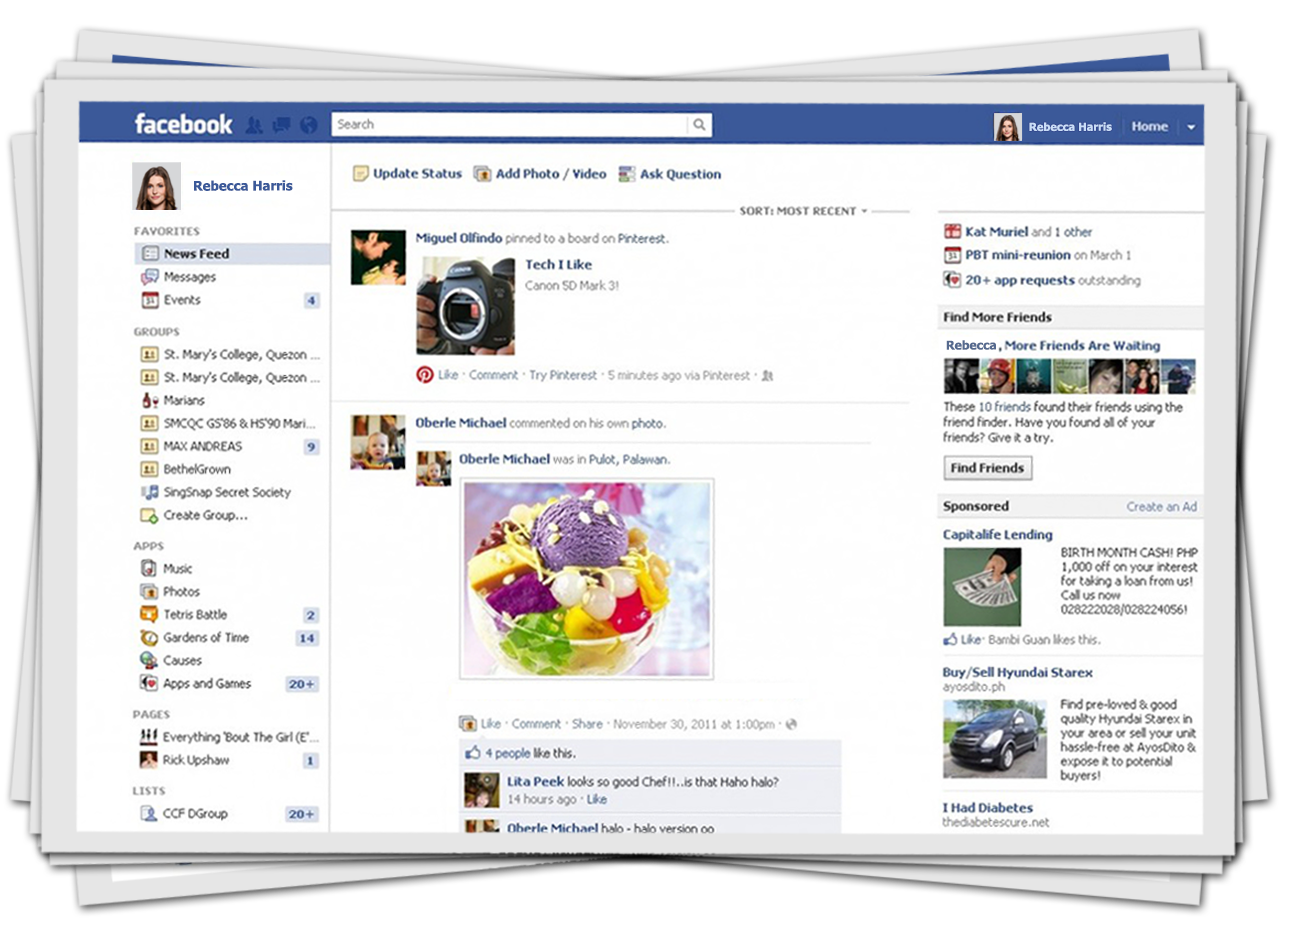 facebook
Search
Rebecca Harris
Home
Rebecca Harris
FAVORITES
News Feed
Messages
Events 4
GROUPS
St. Mary's College, Quezon ...
St. Mary's College, Quezon ...
Marians
SMCQC GS'86 & HS'90 Mari...
MAX ANDREAS 9
BethelGrown
SingSnap Secret Society
Create Group...
APPS
Music
Photos
Tetris Battle 2
Gardens of Time 14
Causes
Apps and Games 20+
PAGES
Everything 'Bout The Girl (E'...
Rick Upshaw 1
LISTS
CCF DGroup 20+
Update Status Add Photo / Video Ask Question
SORT: MOST RECENT
Miguel Olfindo pinned to a board on Pinterest.
Canon
Tech I Like
Canon 5D Mark 3!
Like · Comment · Try Pinterest · 5 minutes ago via Pinterest ·
Oberle Michael commented on his own photo.
Oberle Michael was in Pulot, Palawan.
Like · Comment · Share · November 30, 2011 at 1:00pm ·
4 people like this.
Lita Peek looks so good Chef!!..is that Haho halo?
14 hours ago · Like
Oberle Michael halo - halo version oo
Kat Muriel and 1 other
PBT mini-reunion on March 1
20+ app requests outstanding
Find More Friends
Rebecca, More Friends Are Waiting
These 10 friends found their friends using the
friend finder. Have you found all of your
friends? Give it a try.
Find Friends
Sponsored Create an Ad
Capitalife Lending
BIRTH MONTH CASH! PHP
1,000 off on your interest
for taking a loan from us!
Call us now
028222028/028224056!
Like · Bambi Guan likes this.
Buy/Sell Hyundai Starex
ayosdito.ph
Find pre-loved & good
quality Hyundai Starex in
your area or sell your unit
hassle-free at AyosDito &
expose it to potential
buyers!
I Had Diabetes
thediabetescure.net